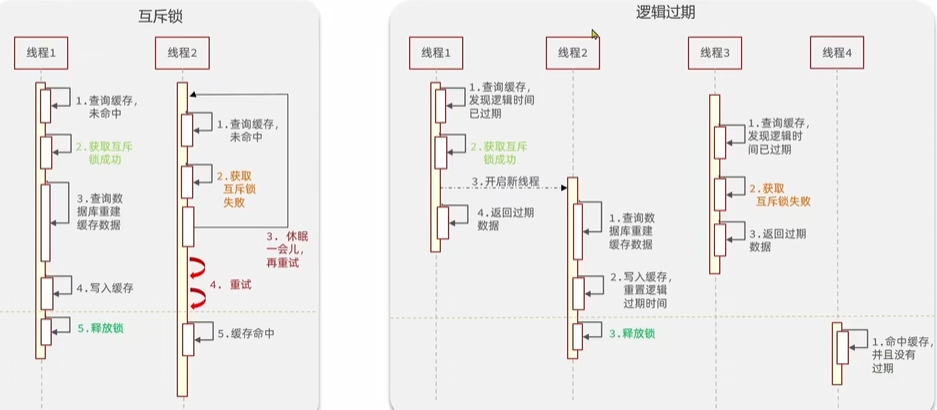 互斥锁
线程1
线程2
1.查询缓存,
未命中
2.获取互斥
锁成功
3.查询数
据库重建
缓存数据
4.写入缓存
5.释放锁
1.查询缓存,
未命中
2.获取
互斥锁
失败
3. 休眠
一会儿,
再重试
4. 重试
5.缓存命中
逻辑过期
线程1
线程2
线程3
线程4
1.查询缓存,
发现逻辑时间
已过期
2.获取互斥
锁成功
3.开启新线程
4.返回过期
数据
1.查询数
据库重建
缓存数据
2.写入缓存,
重置逻辑
过期时间
3.释放锁
1.查询缓存,
发现逻辑时
间已过期
2.获取
互斥锁失败
3.返回过期
数据
1.命中缓存,
并且没有
过期